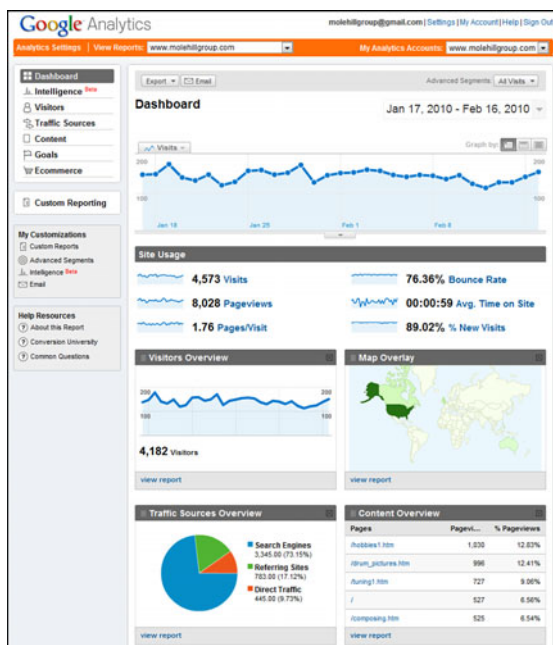 Google Analytics
molehillgroup@gmail.com | Settings | My Account | Help | Sign Out
Analytics Settings | View Reports: www.molehillgroup.com
My Analytics Accounts: www.molehillgroup.com
Dashboard
Intelligence Beta
Visitors
Traffic Sources
Content
Goals
Ecommerce
Custom Reporting
My Customizations
Custom Reports
Advanced Segments
Intelligence Beta
Email
Help Resources
About this Report
Conversion University
Common Questions
Export Email
Advanced Segments: All Visits
Dashboard
Jan 17, 2010 - Feb 16, 2010
Visits
Graph by:
200 200
100 100
Jan 18 Jan 25 Feb 1 Feb 8
Site Usage
4,573 Visits
76.36% Bounce Rate
8,028 Pageviews
00:00:59 Avg. Time on Site
1.76 Pages/Visit
89.02% % New Visits
Visitors Overview
200 200
100 100
4,182 Visitors
view report
Map Overlay
view report
Traffic Sources Overview
Search Engines
3,345.00 (73.15%)
Referring Sites
783.00 (17.12%)
Direct Traffic
445.00 (9.73%)
view report
Content Overview
Pages Pagevi... % Pageviews
/hobbies1.htm 1,030 12.83%
/drum_pictures.htm 996 12.41%
/tuning1.htm 727 9.06%
/ 527 6.56%
/composing.htm 525 6.54%
view report